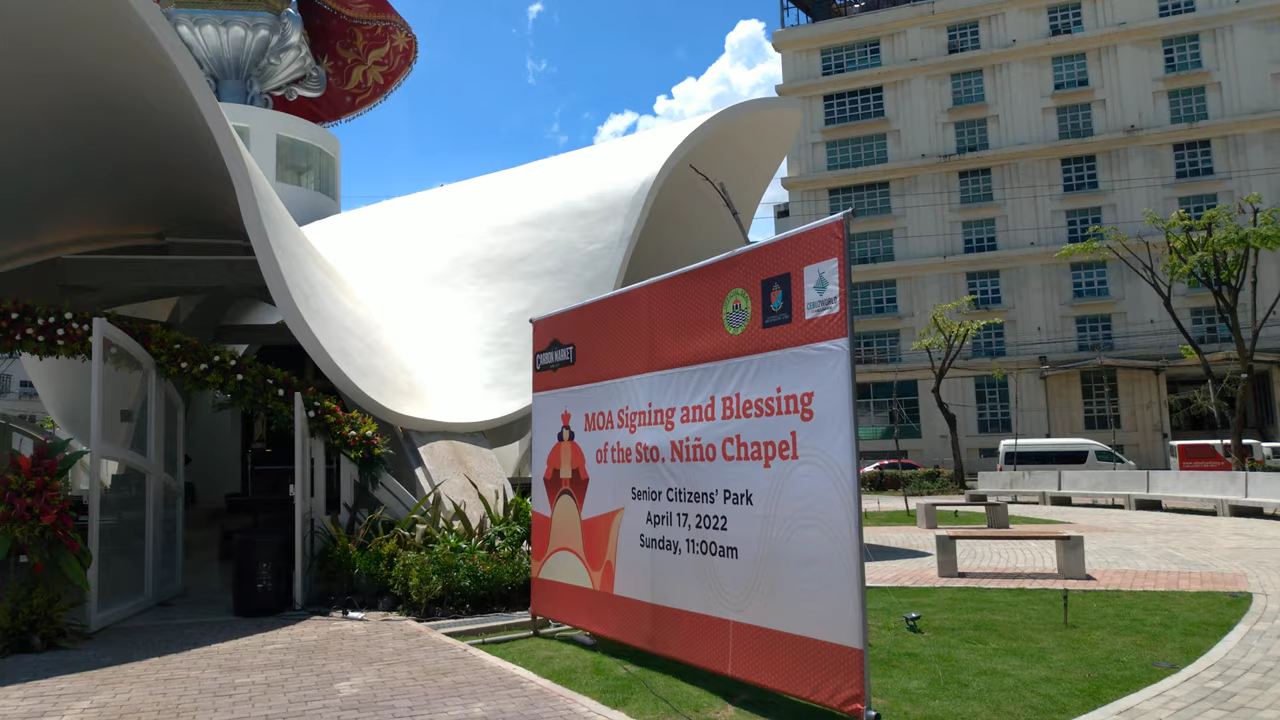 CARBON MARKET
CEBU2WORLD
MOA Signing and Blessing
of the Sto. Niño Chapel
Senior Citizens' Park
April 17, 2022
Sunday, 11:00am